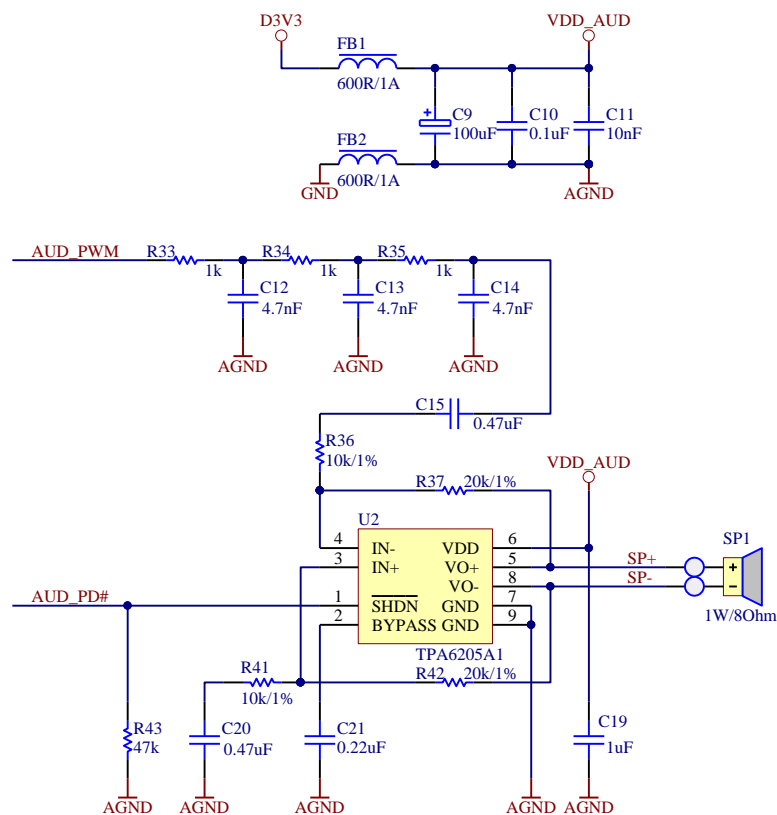 D3V3
VDD_AUD
FB1
600R/1A
C9
100uF
C10
0.1uF
C11
10nF
+
FB2
600R/1A
GND
AGND
AUD_PWM
R33
1k
R34
1k
R35
1k
C12
4.7nF
C13
4.7nF
C14
4.7nF
AGND
AGND
AGND
C15
0.47uF
R36
10k/1%
R37
20k/1%
VDD_AUD
U2
SP1
4
IN-
VDD
6
3
IN+
VO+
5
SP+
+
VO-
8
SP-
-
AUD_PD#
1
SHDN
GND
7
2
BYPASS
GND
9
1W/8Ohm
TPA6205A1
R41
10k/1%
R42
20k/1%
R43
47k
C20
0.47uF
C21
0.22uF
C19
1uF
AGND
AGND
AGND
AGND
AGND